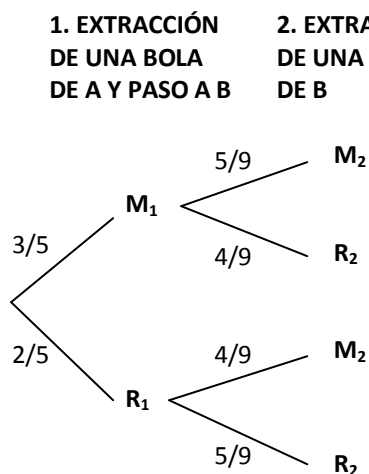 1. EXTRACCIÓN
DE UNA BOLA
DE A Y PASO A B
2. EXTRA
DE UNA
DE B
5/9
M₂
M₁
3/5
4/9
R₂
2/5
4/9
M₂
R₁
5/9
R₂